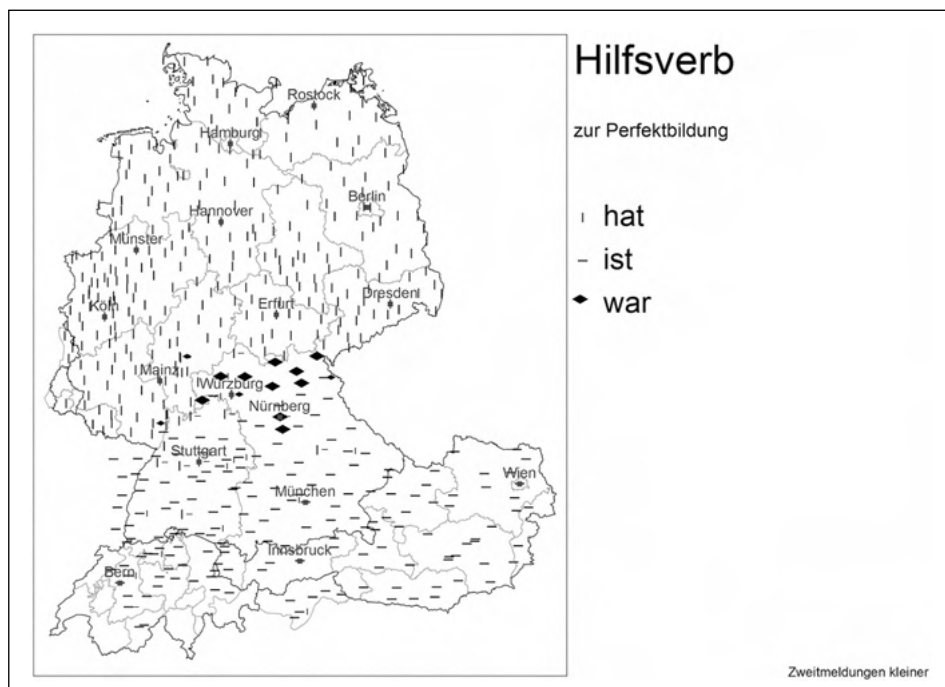 Hilfsverb
zur Perfektbildung
hat
ist
war
Rostock
Hamburg
Berlin
Hannover
Münster
Köln
Erfurt
Dresden
Mainz
Würzburg
Nürnberg
Stuttgart
Wien
München
Innsbruck
Bern
Zweitmeldungen kleiner